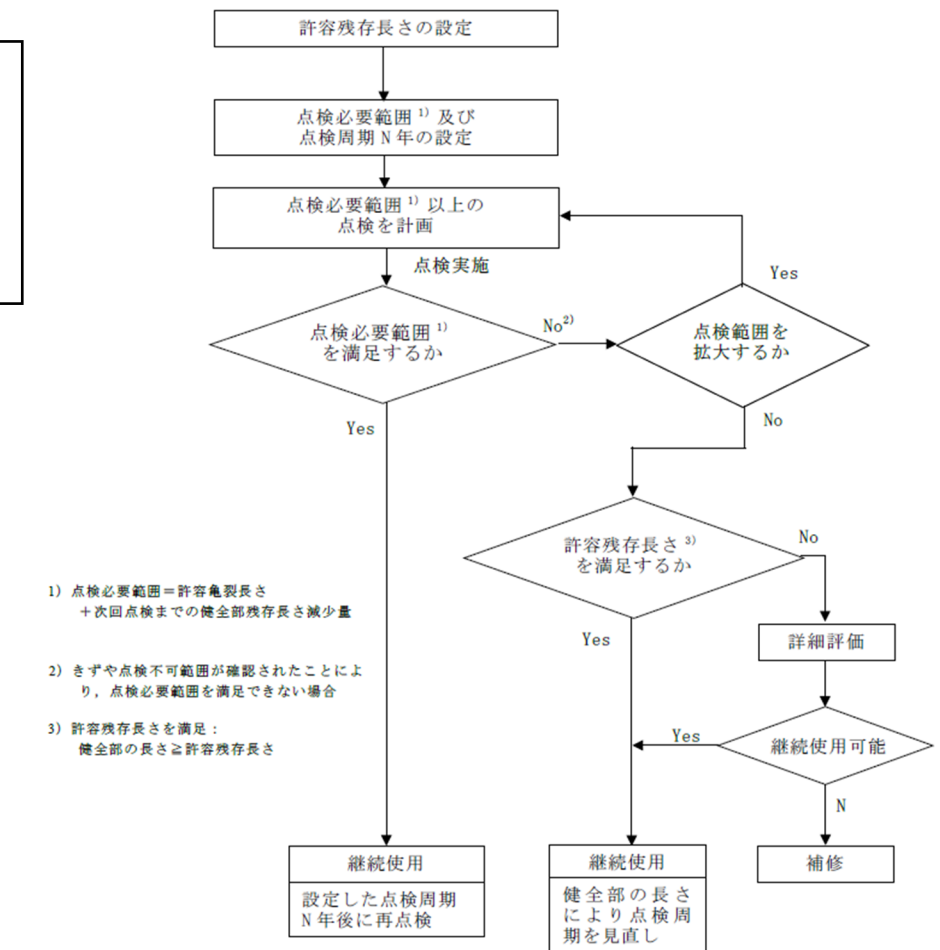 許容残存長さの設定
点検必要範囲1)及び
点検周期N年の設定
点検必要範囲1)以上の
点検を計画
点検実施
点検必要範囲1)
を満足するか
No2)
点検範囲を
拡大するか
Yes
No
Yes
許容残存長さ3)
を満足するか
No
Yes
詳細評価
継続使用可能
Yes
N
補修
1) 点検必要範囲=許容亀裂長さ
+次回点検までの健全部残存長さ減少量
2) きずや点検不可範囲が確認されたことによ
り,点検必要範囲を満足できない場合
3) 許容残存長さを満足:
健全部の長さ≧許容残存長さ
継続使用
設定した点検周期
N年後に再点検
継続使用
健全部の長さ
により点検周
期を見直し